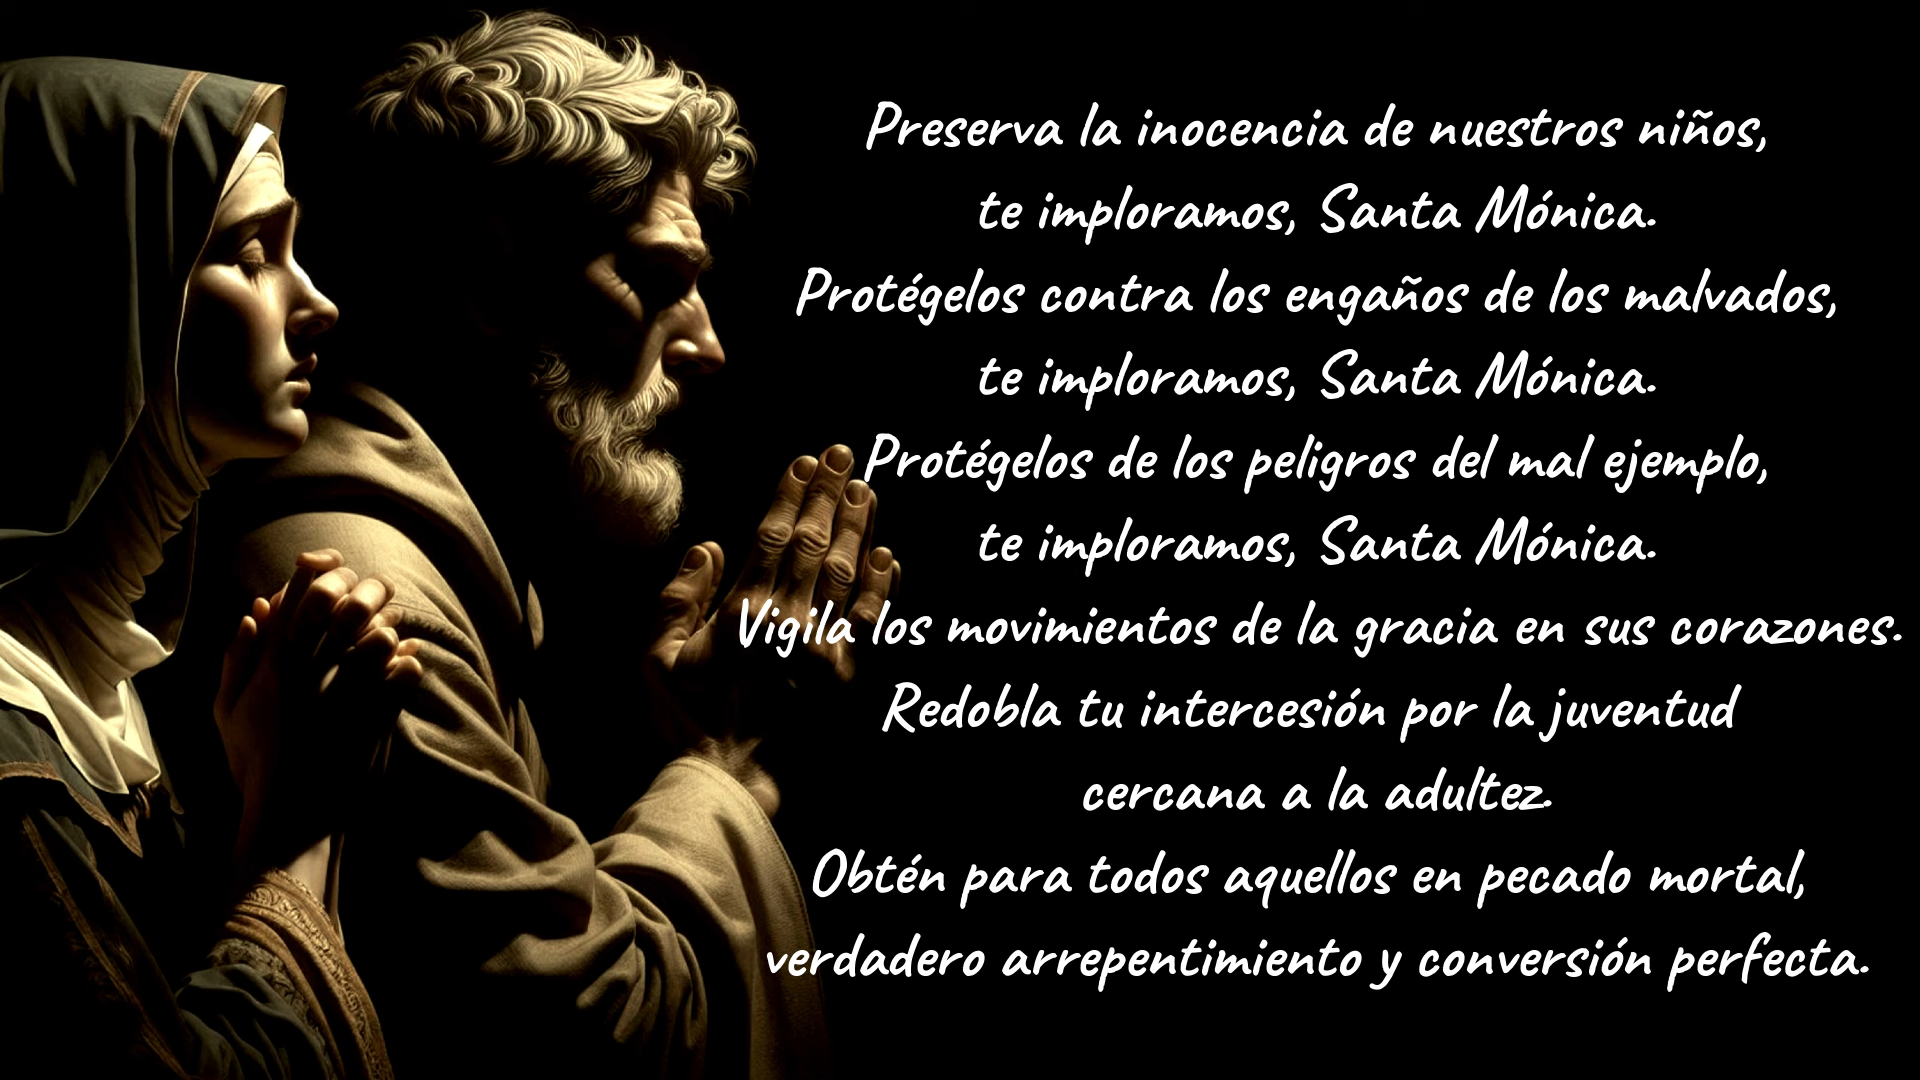 Preserva la inocencia de nuestros niños,
te imploramos, Santa Mónica.
Protégelos contra los engaños de los malvados,
te imploramos, Santa Mónica.
Protégelos de los peligros del mal ejemplo,
te imploramos, Santa Mónica.
Vigila los movimientos de la gracia en sus corazones.
Redobla tu intercesión por la juventud
cercana a la adultez.
Obtén para todos aquellos en pecado mortal,
verdadero arrepentimiento y conversión perfecta.